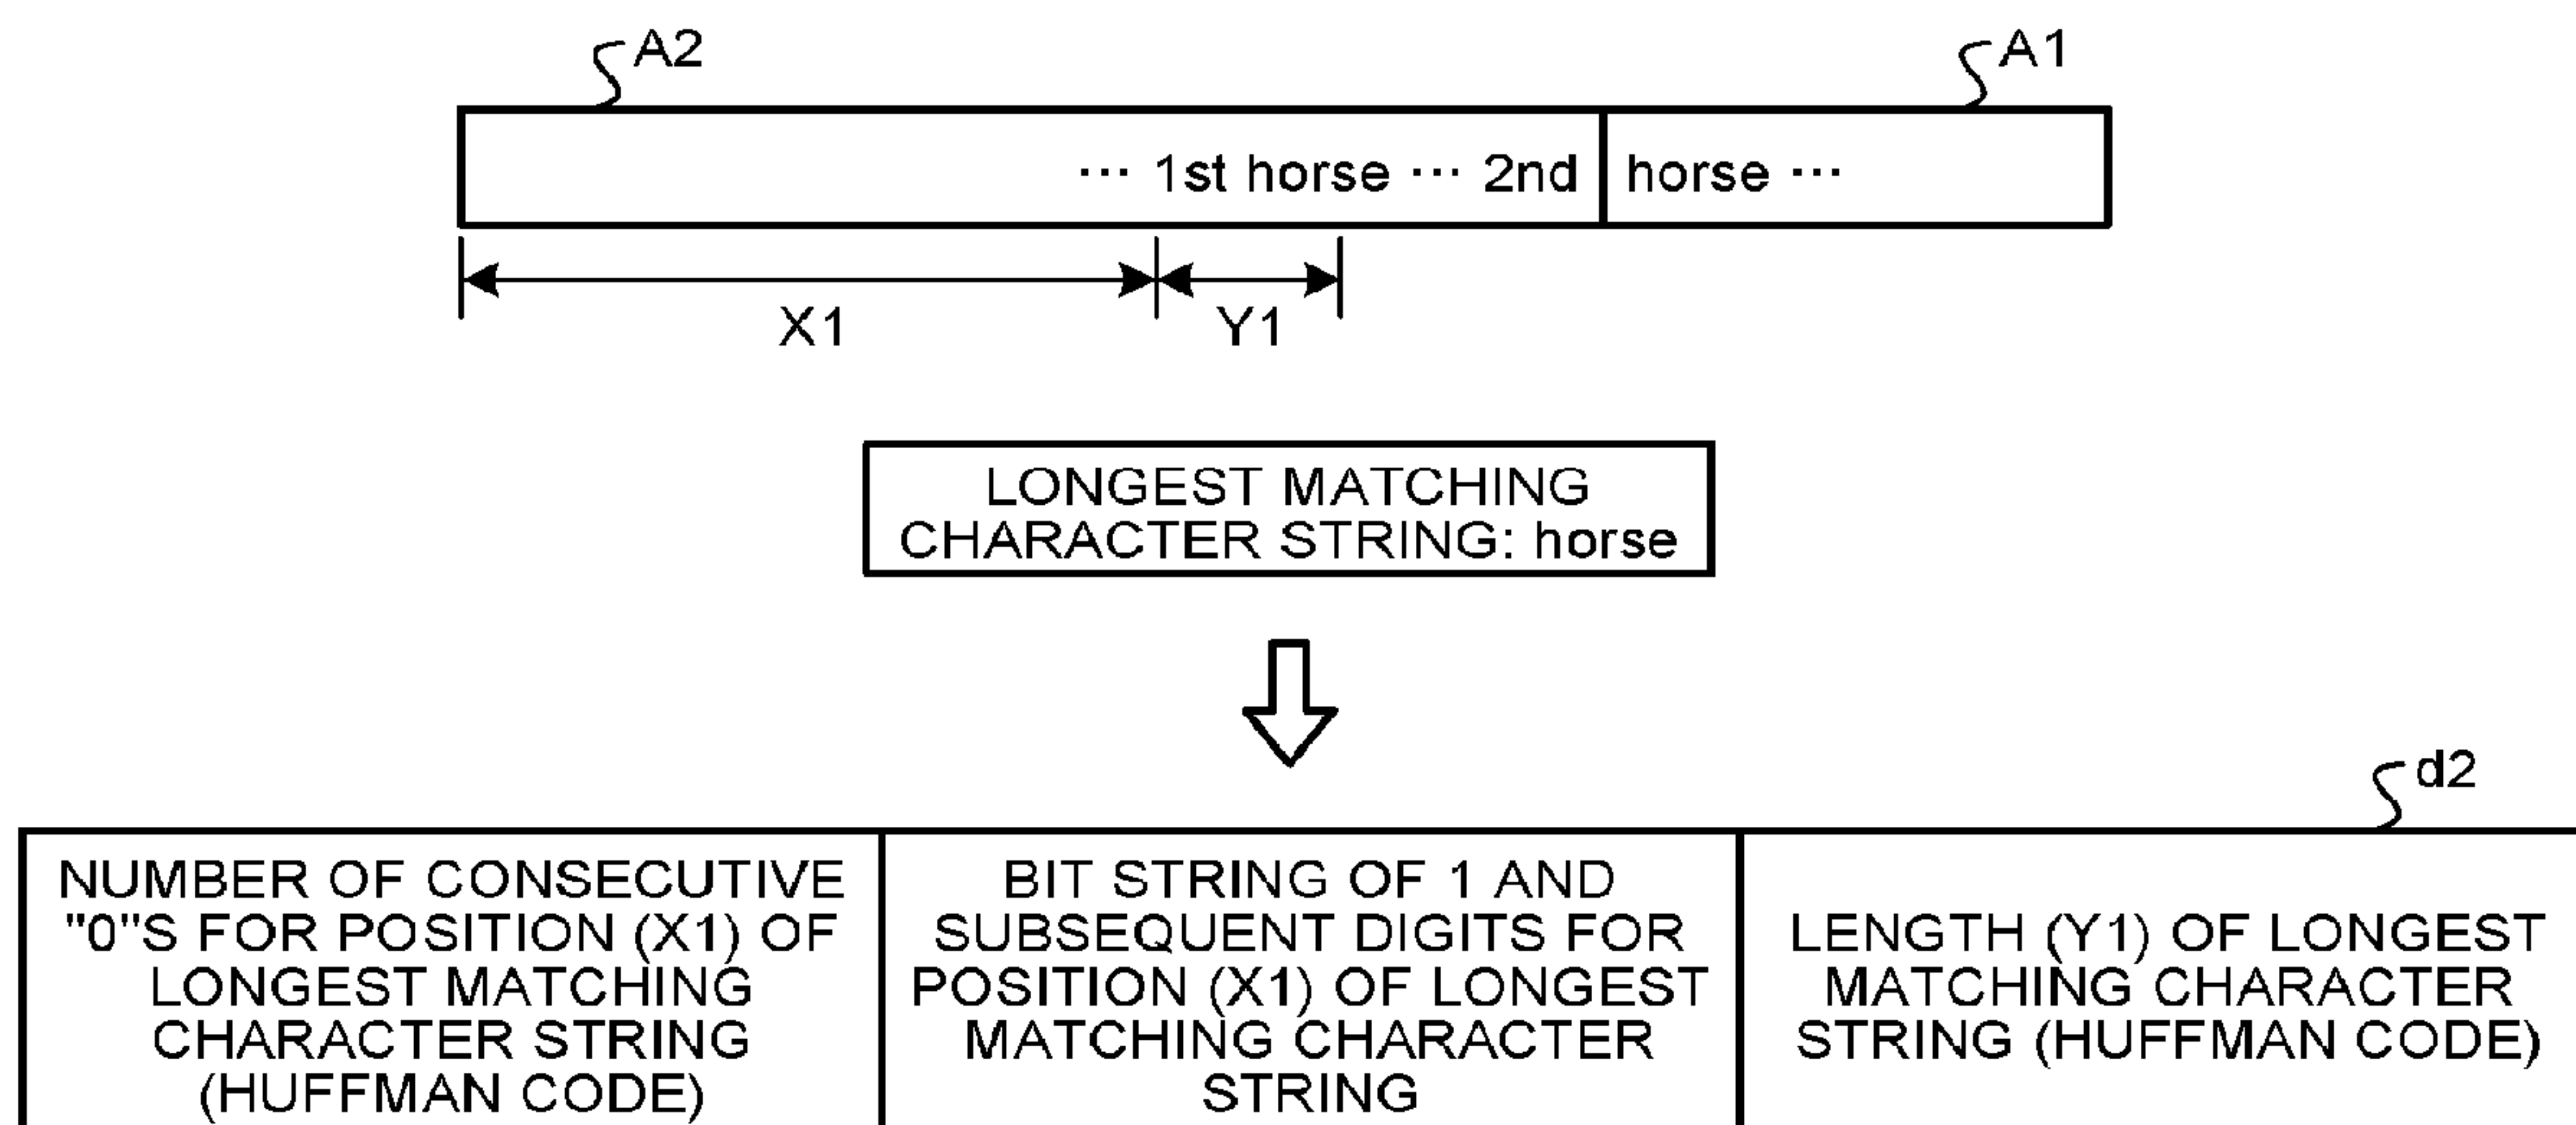 A2
A1
··· 1st horse ··· 2nd
horse ···
X1
Y1
LONGEST MATCHING
CHARACTER STRING: horse
d2
NUMBER OF CONSECUTIVE
"0"S FOR POSITION (X1) OF
LONGEST MATCHING
CHARACTER STRING
(HUFFMAN CODE)
BIT STRING OF 1 AND
SUBSEQUENT DIGITS FOR
POSITION (X1) OF LONGEST
MATCHING CHARACTER
STRING
LENGTH (Y1) OF LONGEST
MATCHING CHARACTER
STRING (HUFFMAN CODE)